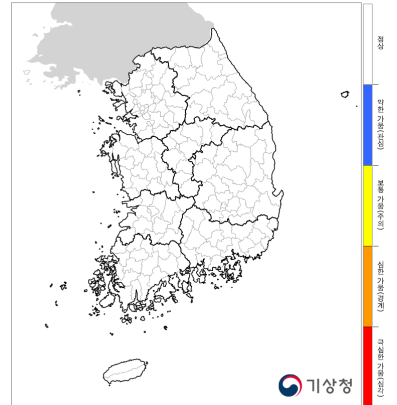 정상
약한 가뭄(관심)
보통 가뭄(주의)
심한 가뭄(경계)
극심한 가뭄(심각)
기상청